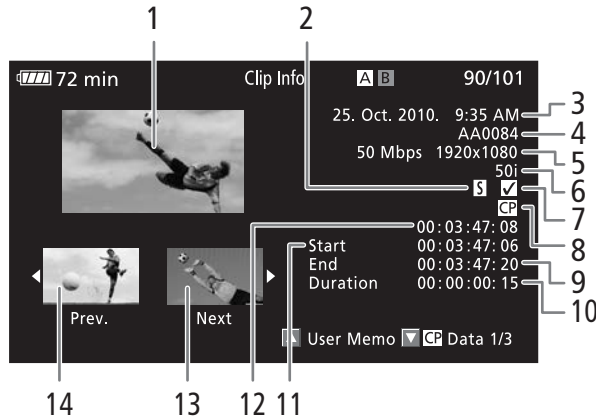 1
2
72 min Clip Info A B 90/101
25. Oct. 2010. 9:35 AM 3
AA0084 4
50 Mbps 1920x1080 5
50i 6
S ✓ 7
CP 8
12 00:03:47:08
11 Start 00:03:47:06
End 00:03:47:20 9
Duration 00:00:00:15 10
Prev. Next
▲ User Memo ▼ CP Data 1/3
14 13 12 11